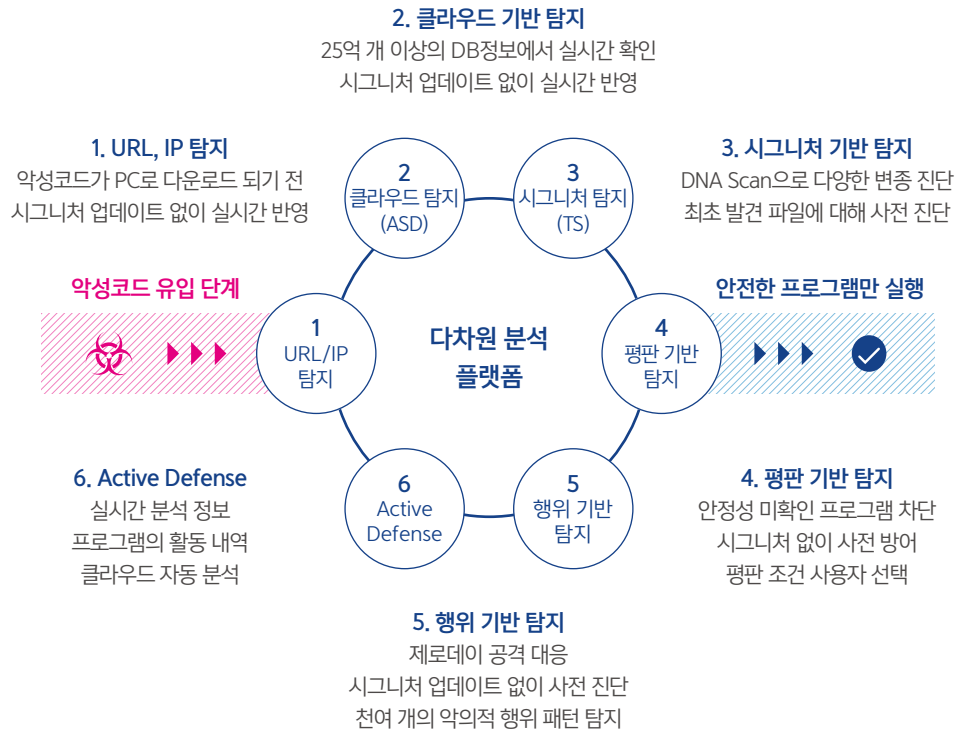 2. 클라우드 기반 탐지
25억 개 이상의 DB정보에서 실시간 확인
시그니처 업데이트 없이 실시간 반영
1. URL, IP 탐지
악성코드가 PC로 다운로드 되기 전
시그니처 업데이트 없이 실시간 반영
2
클라우드 탐지
(ASD)
3
시그니처 탐지
(TS)
3. 시그니처 기반 탐지
DNA Scan으로 다양한 변종 진단
최초 발견 파일에 대해 사전 진단
악성코드 유입 단계
1
URL/IP
탐지
다차원 분석
플랫폼
4
평판 기반
탐지
안전한 프로그램만 실행
6. Active Defense
실시간 분석 정보
프로그램의 활동 내역
클라우드 자동 분석
6
Active
Defense
5
행위 기반
탐지
4. 평판 기반 탐지
안정성 미확인 프로그램 차단
시그니처 없이 사전 방어
평판 조건 사용자 선택
5. 행위 기반 탐지
제로데이 공격 대응
시그니처 업데이트 없이 사전 진단
천여 개의 악의적 행위 패턴 탐지